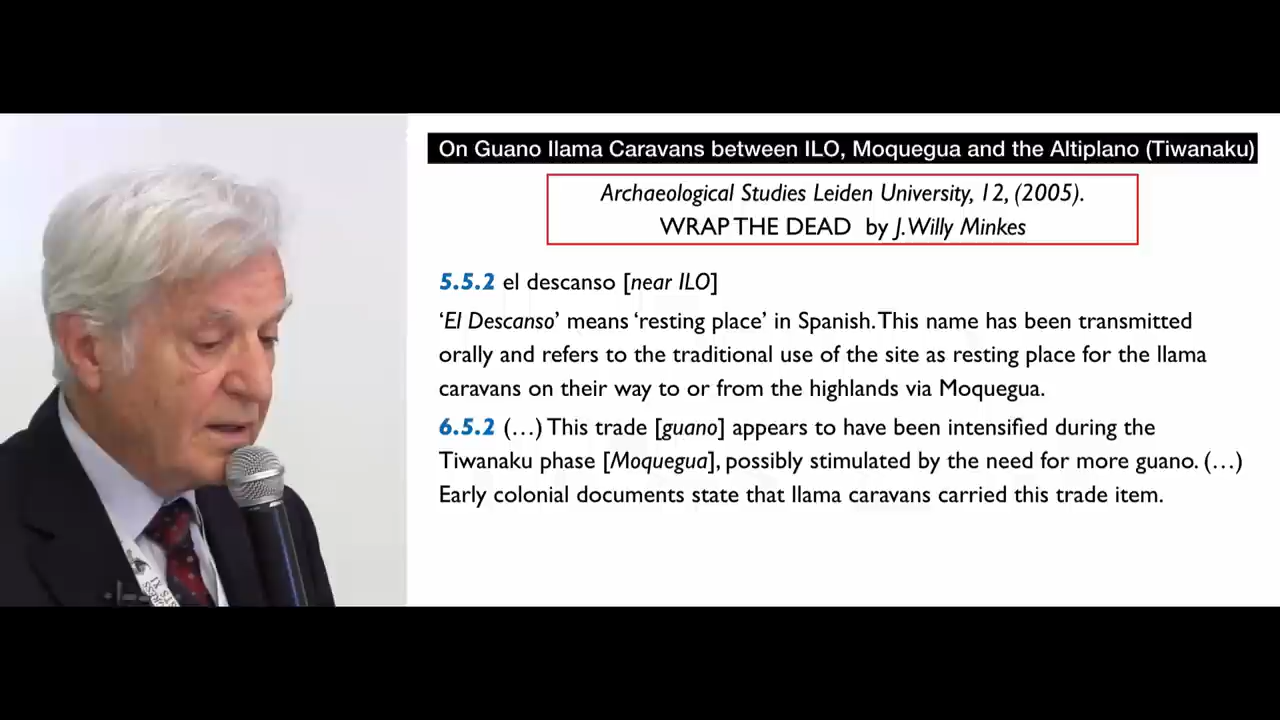 On Guano llama Caravans between ILO, Moquegua and the Altiplano (Tiwanaku)
Archaeological Studies Leiden University, 12, (2005).
WRAP THE DEAD by J. Willy Minkes
5.5.2 el descanso [near ILO]
‘El Descanso’ means ‘resting place’ in Spanish. This name has been transmitted
orally and refers to the traditional use of the site as resting place for the llama
caravans on their way to or from the highlands via Moquegua.
6.5.2 (…) This trade [guano] appears to have been intensified during the
Tiwanaku phase [Moquegua], possibly stimulated by the need for more guano. (…)
Early colonial documents state that llama caravans carried this trade item.